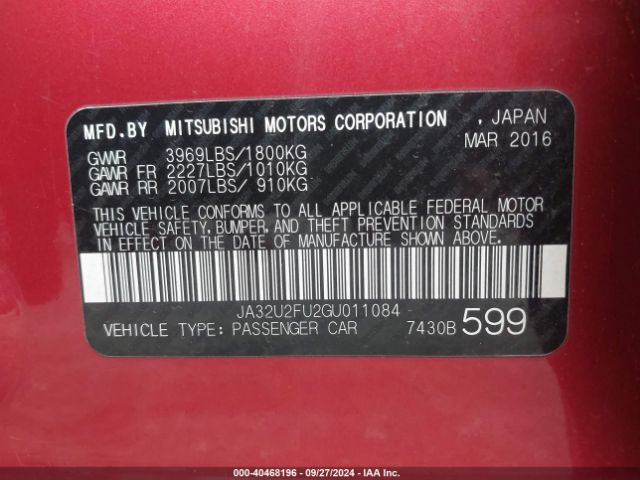 MFD.BY MITSUBISHI MOTORS CORPORATION , JAPAN
MAR 2016
GVWR 3969LBS/1800KG
GAWR FR 2227LBS/1010KG
GAWR RR 2007LBS/ 910KG
THIS VEHICLE CONFORMS TO ALL APPLICABLE FEDERAL MOTOR
VEHICLE SAFETY, BUMPER, AND THEFT PREVENTION STANDARDS
IN EFFECT ON THE DATE OF MANUFACTURE SHOWN ABOVE.
JA32U2FU2GU011084
VEHICLE TYPE: PASSENGER CAR 7430B 599
000-40468196 - 09/27/2024 - IAA Inc.